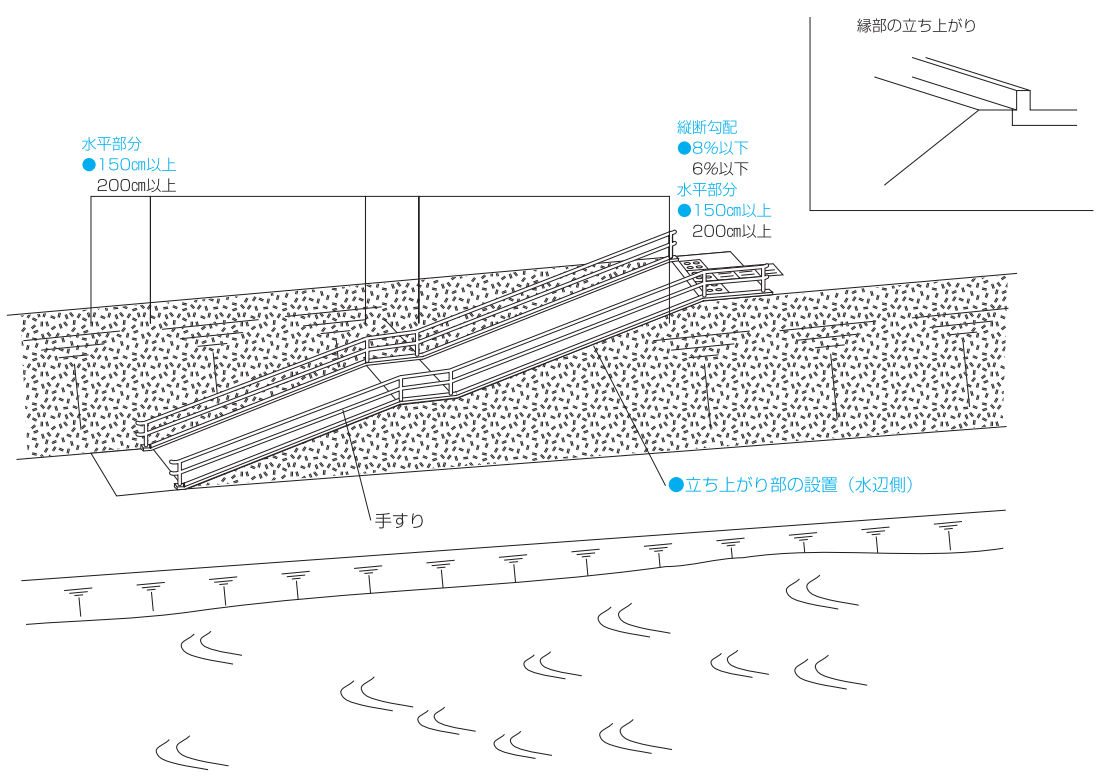 縁部の立ち上がり
水平部分
●150㎝以上
200㎝以上
縦断勾配
●8%以下
6%以下
水平部分
●150㎝以上
200㎝以上
●立ち上がり部の設置（水辺側）
手すり